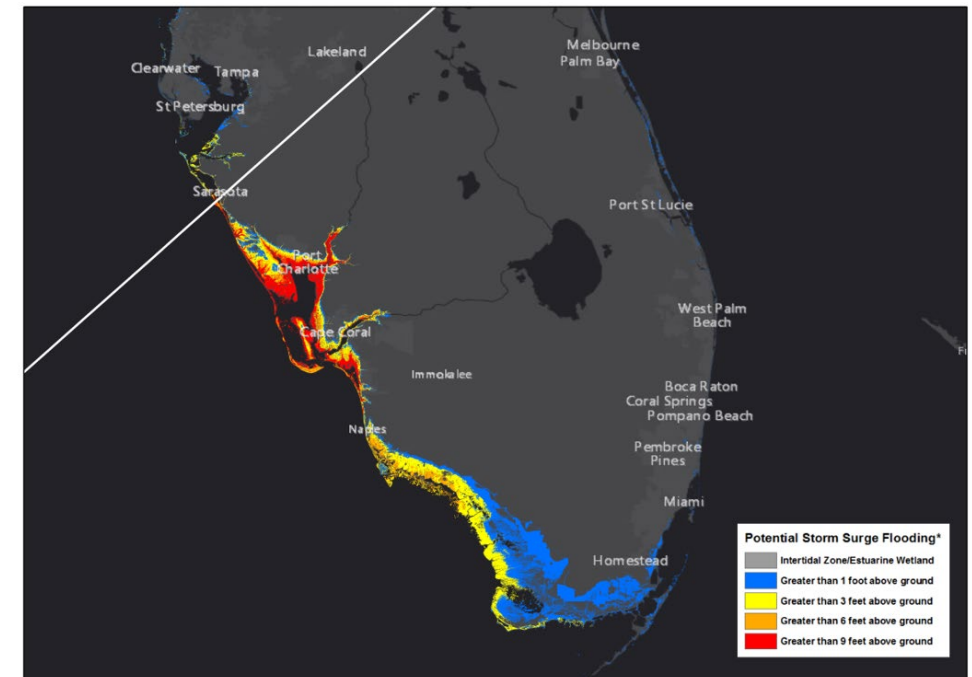 Lakeland
Melbourne
Palm Bay
Clearwater
Tampa
St Petersburg
Sarasota
Port St Lucie
Port
Charlotte
West Palm
Beach
Cape Coral
Fi
Immokalee
Boca Raton
Coral Springs
Pompano Beach
Naples
Pembroke
Pines
Miami
Homestead
Potential Storm Surge Flooding*
Intertidal Zone/Estuarine Wetland
Greater than 1 foot above ground
Greater than 3 feet above ground
Greater than 6 feet above ground
Greater than 9 feet above ground